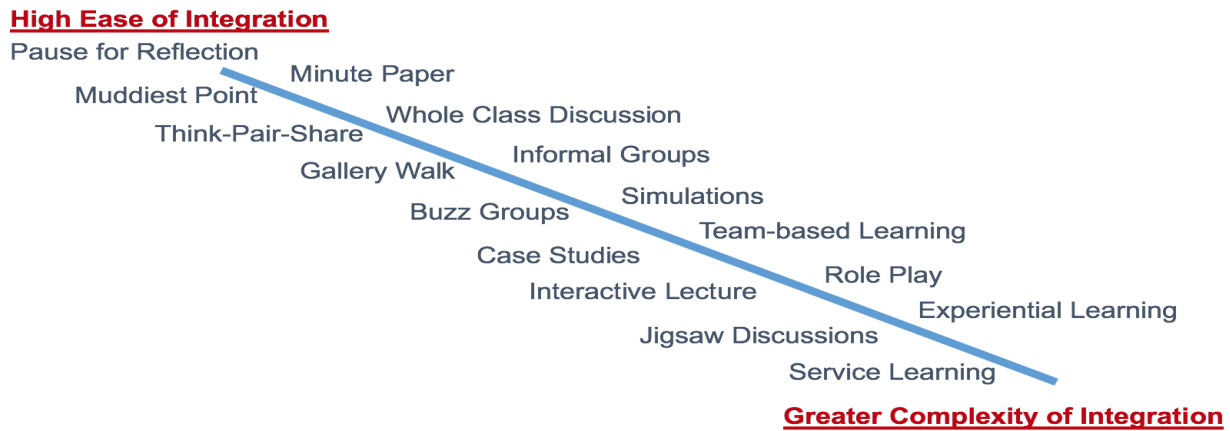 High Ease of Integration
Pause for Reflection
Minute Paper
Muddiest Point
Whole Class Discussion
Think-Pair-Share
Informal Groups
Gallery Walk
Simulations
Buzz Groups
Team-based Learning
Case Studies
Role Play
Interactive Lecture
Experiential Learning
Jigsaw Discussions
Service Learning
Greater Complexity of Integration